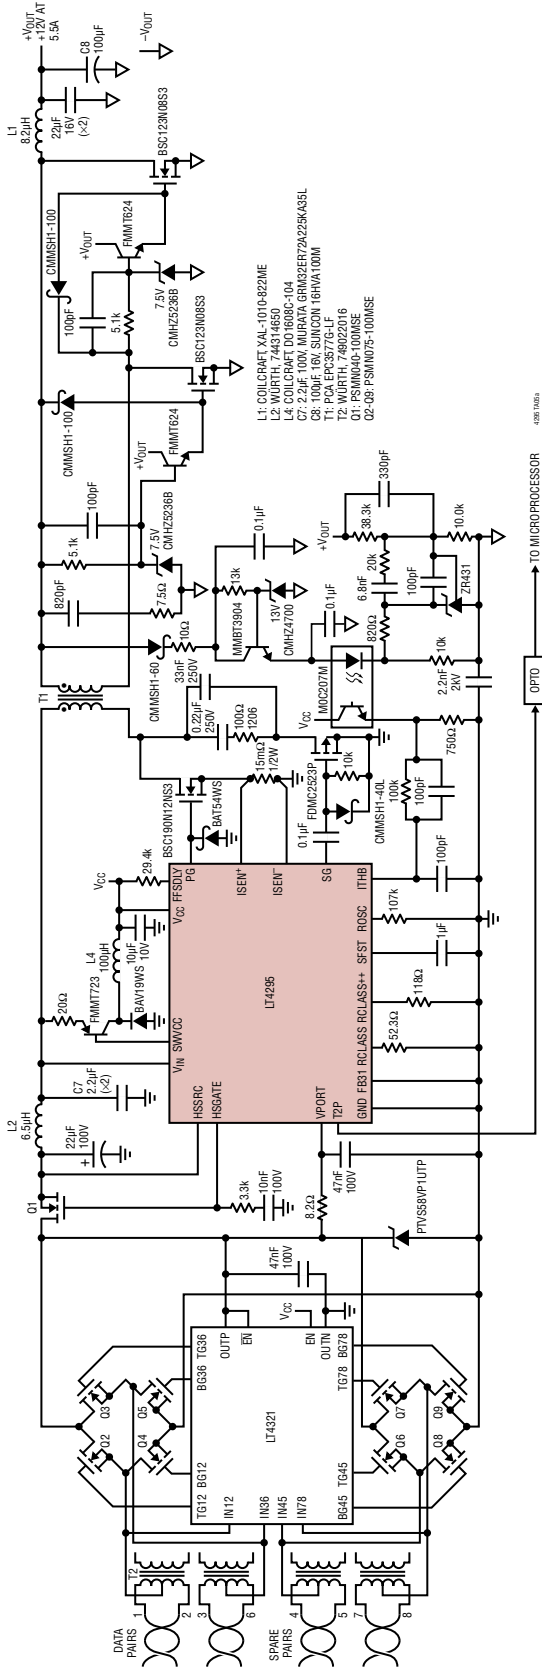 DATA
PAIRS
1
2
3
6
SPARE
PAIRS
4
5
7
8
T2
Q2
Q3
Q4
Q5
TG12
BG12
BG36
TG36
IN12
IN36
IN45
IN78
LT4321
OUTP
EN
EN
OUTN
BG45
TG45
TG78
BG78
Q6
Q7
Q8
Q9
47nF
100V
VCC
Q1
3.3k
10nF
100V
8.2Ω
47nF
100V
PTVS58VP1UTP
22µF
100V
+
L2
6.5µH
C7
2.2µF
(×2)
20Ω
FMMT723
L4
100µH
BAV19WS
10µF
10V
VCC
29.4k
HSSRC
HSGATE
VIN
SWVCC
VCC
FFSDLY
PG
ISEN+
ISEN–
SG
ITHB
VPORT
T2P
LT4295
GND
FB31
RCLASS
RCLASS++
SFST
ROSC
52.3Ω
118Ω
1µF
107k
100pF
BSC190N12NS3
BAT54WS
15mΩ
1/2W
0.1µF
FDMC2523P
10k
CMMSH1-40L
100k
100pF
750Ω
0.22µF
250V
100Ω
1206
33nF
250V
T1
CMMSH1-60
10Ω
VCC
MOC207M
MMBT3904
13k
13V
CMHZ4700
0.1µF
0.1µF
820Ω
10k
2.2nF
2kV
6.8nF
20k
100pF
ZR431
+VOUT
38.3k
10.0k
330pF
820pF
7.5Ω
5.1k
7.5V
CMHZ5236B
100pF
+VOUT
FMMT624
CMMSH1-100
BSC123N08S3
100pF
5.1k
7.5V
CMHZ5236B
+VOUT
FMMT624
CMMSH1-100
BSC123N08S3
L1
8.2µH
22µF
16V
(×2)
C8
100µF
+VOUT
+12V AT
5.5A
–VOUT
L1: COILCRAFT XAL-1010-822ME
L2: WÜRTH, 744314650
L4: COILCRAFT DO1608C-104
C7: 2.2µF, 100V, MURATA GRM32ER72A225KA35L
C8: 100µF, 16V, SUNCON 16HVA100M
T1: PCA EPC3577G-LF
T2: WÜRTH, 749022016
Q1: PSMN040-100MSE
Q2-Q9: PSMN075-100MSE
OPTO
TO MICROPROCESSOR